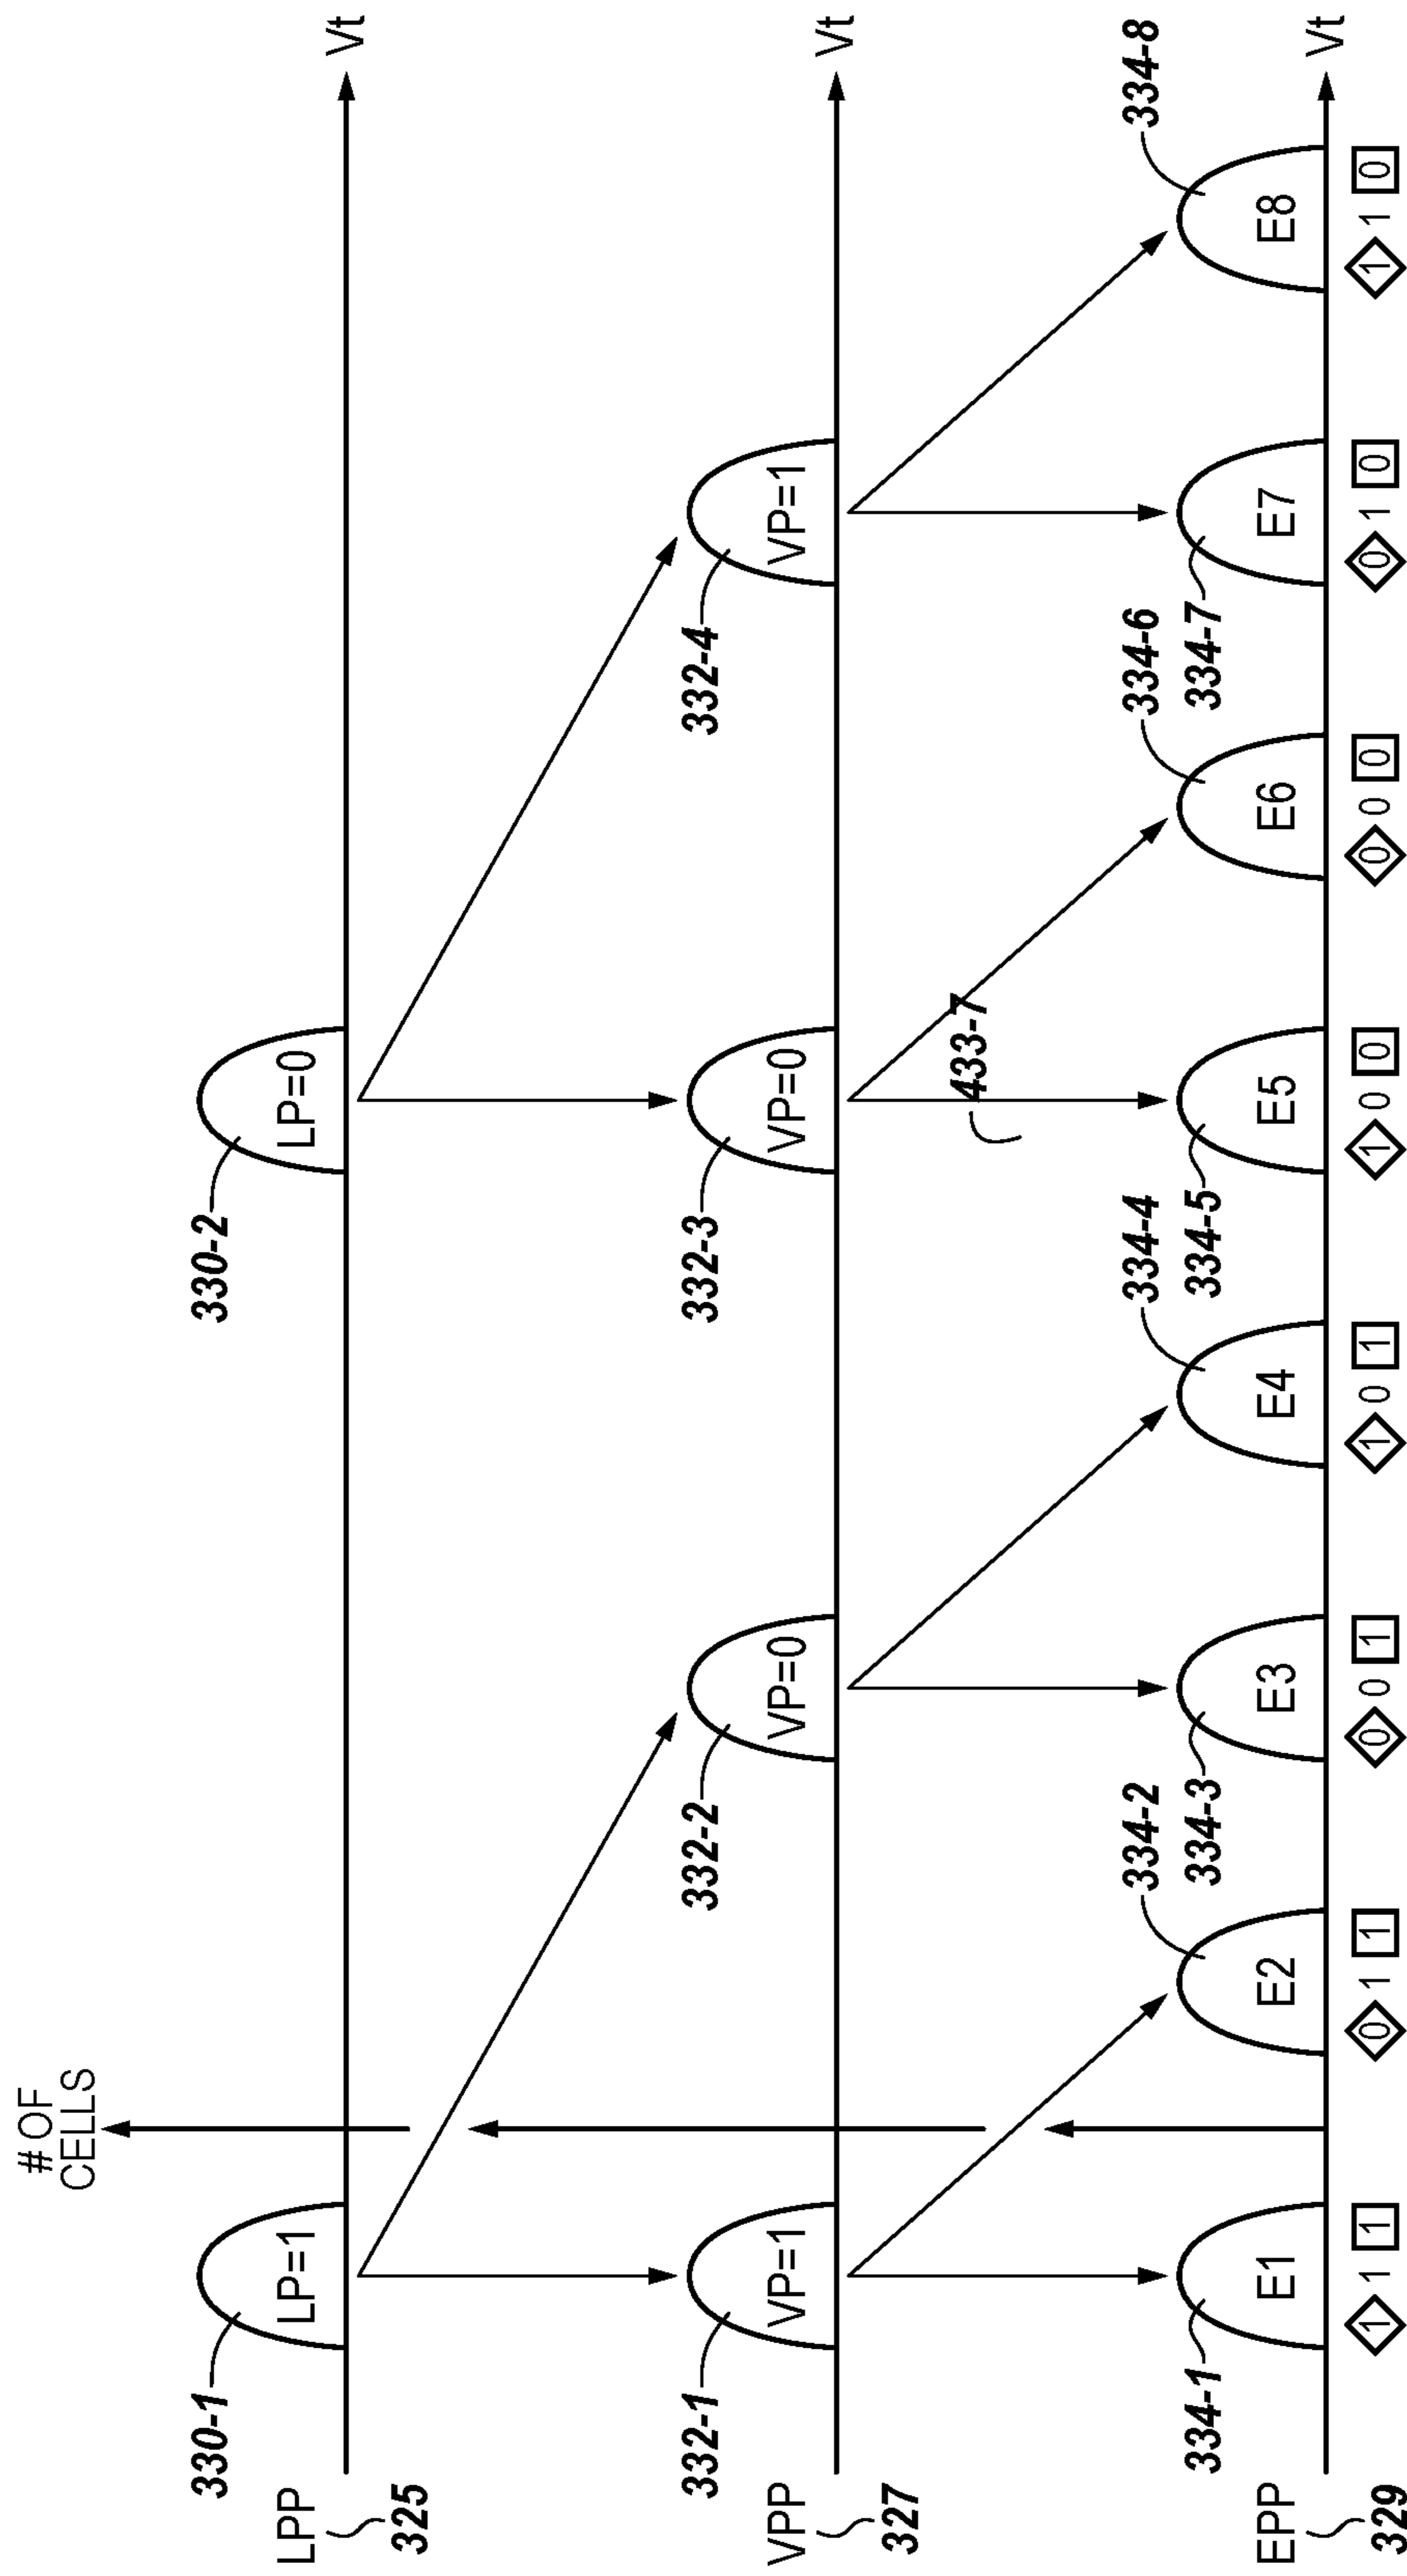 # OF
CELLS
330-1
330-2
LP=1
LP=0
LPP
325
Vt
332-1
332-2
332-3
332-4
VP=1
VP=0
VP=0
VP=1
VPP
327
Vt
433-7
334-2
334-4
334-6
334-8
334-1
334-3
334-5
334-7
E1
E2
E3
E4
E5
E6
E7
E8
EPP
329
Vt
1 1 1
0 1 1
0 0 1
1 0 1
1 0 0
0 0 0
0 1 0
1 1 0